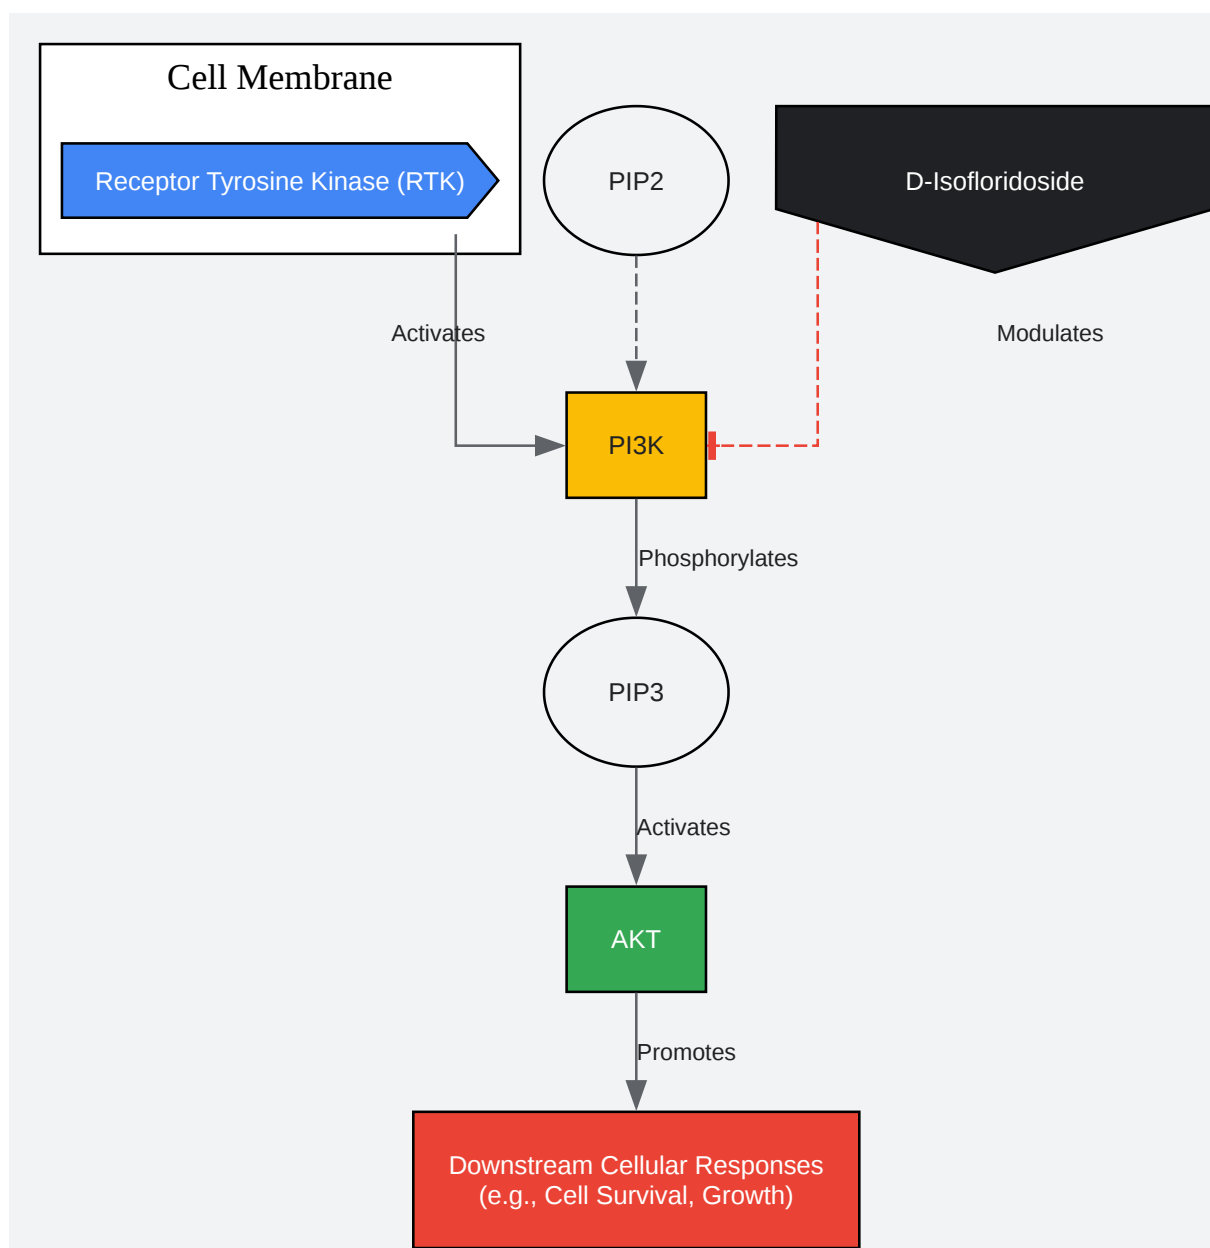 Cell Membrane
Receptor Tyrosine Kinase (RTK)
PIP2
D-Isofloridoside
Activates
Modulates
PI3K
Phosphorylates
PIP3
Activates
AKT
Promotes
Downstream Cellular Responses
(e.g., Cell Survival, Growth)